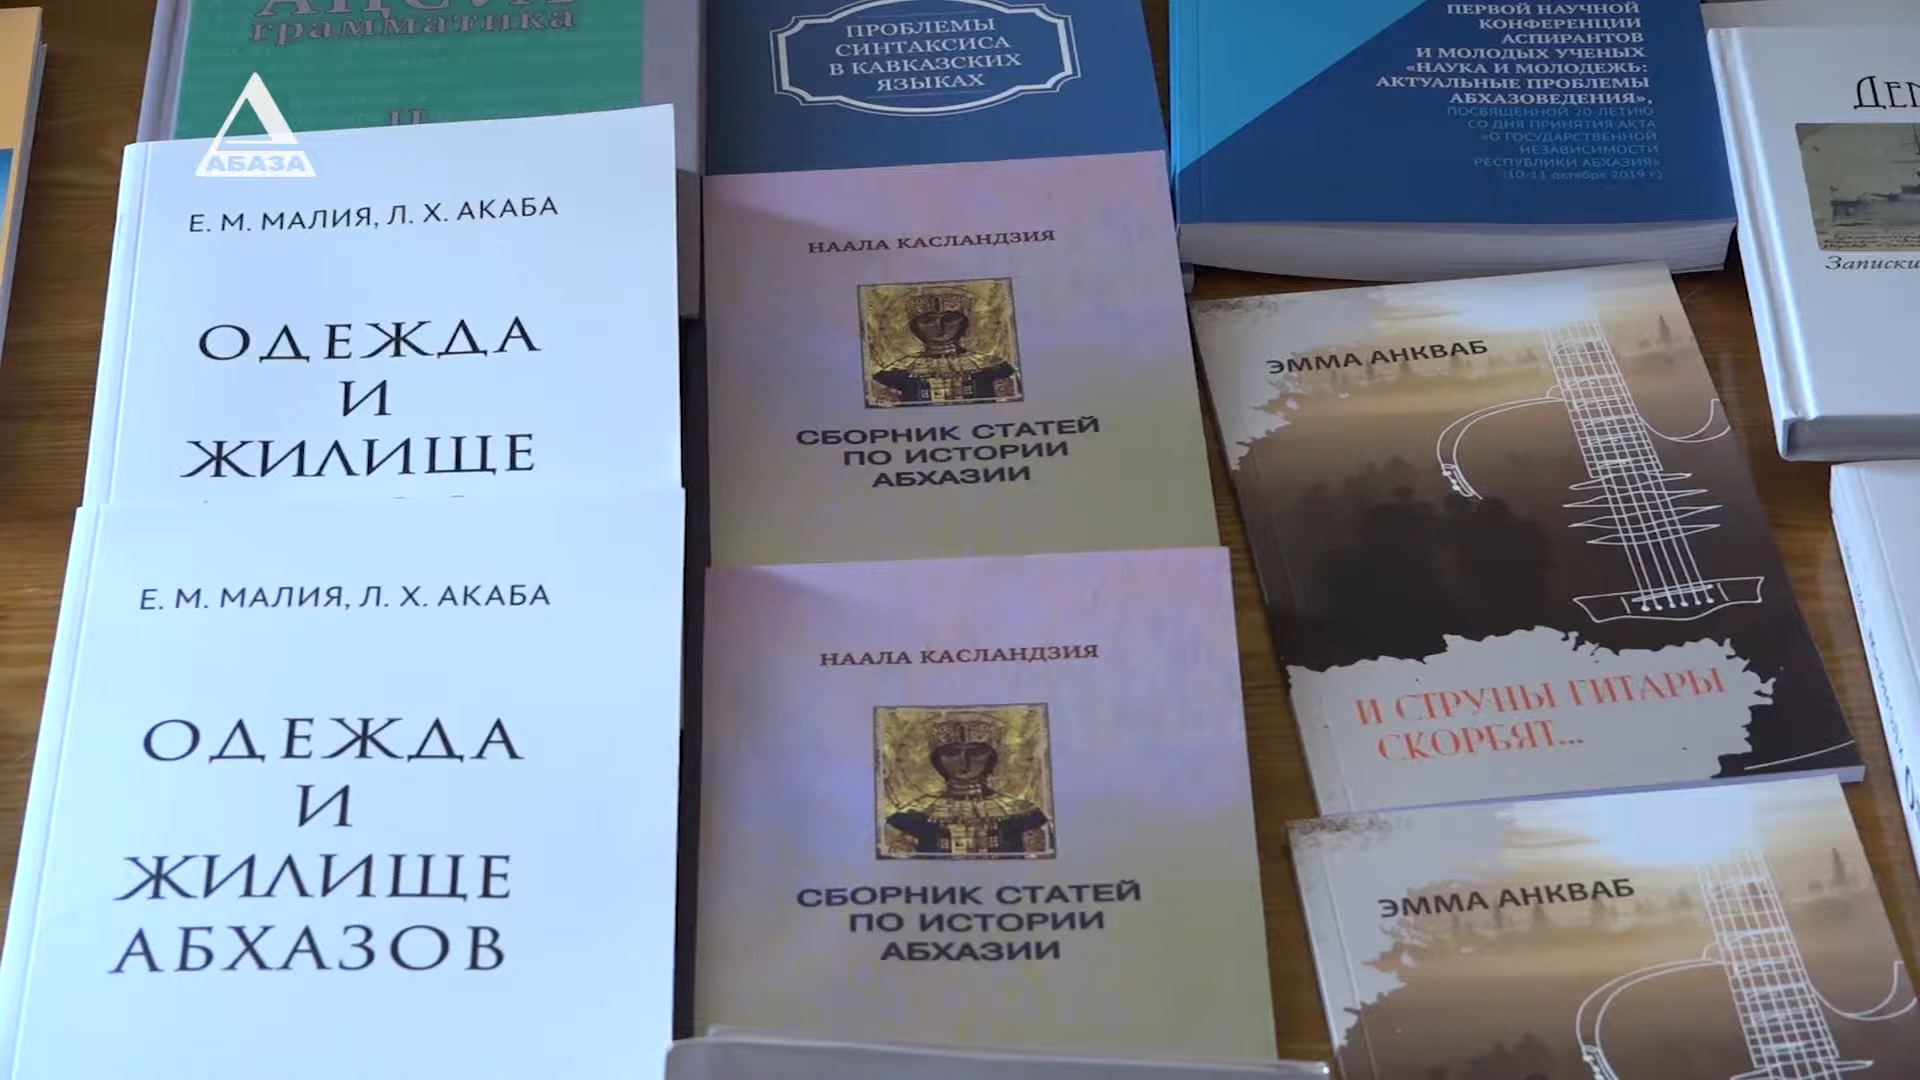 грамматика
АБАЗА
Е. М. МАЛИЯ, Л. Х. АКАБА
ОДЕЖДА
И
ЖИЛИЩЕ
Е. М. МАЛИЯ, Л. Х. АКАБА
ОДЕЖДА
И
ЖИЛИЩЕ
АБХАЗОВ
ПРОБЛЕМЫ
СИНТАКСИСА
В КАВКАЗСКИХ
ЯЗЫКАХ
НААЛА КАСЛАНДЗИЯ
СБОРНИК СТАТЕЙ
ПО ИСТОРИИ
АБХАЗИИ
НААЛА КАСЛАНДЗИЯ
СБОРНИК СТАТЕЙ
ПО ИСТОРИИ
АБХАЗИИ
ПЕРВОЙ НАУЧНОЙ
КОНФЕРЕНЦИИ
АСПИРАНТОВ
И МОЛОДЫХ УЧЕНЫХ
«НАУКА И МОЛОДЕЖЬ:
АКТУАЛЬНЫЕ ПРОБЛЕМЫ
АБХАЗОВЕДЕНИЯ»,
ПОСВЯЩЕННОЙ 20-ЛЕТИЮ
СО ДНЯ ПРИНЯТИЯ АКТА
«О ГОСУДАРСТВЕННОЙ
НЕЗАВИСИМОСТИ
РЕСПУБЛИКИ АБХАЗИЯ»
(10-11 октября 2019 г.)
ЭММА АНКВАБ
И СТРУНЫ ГИТАРЫ
СКОРБЯТ...
ЭММА АНКВАБ
Записки